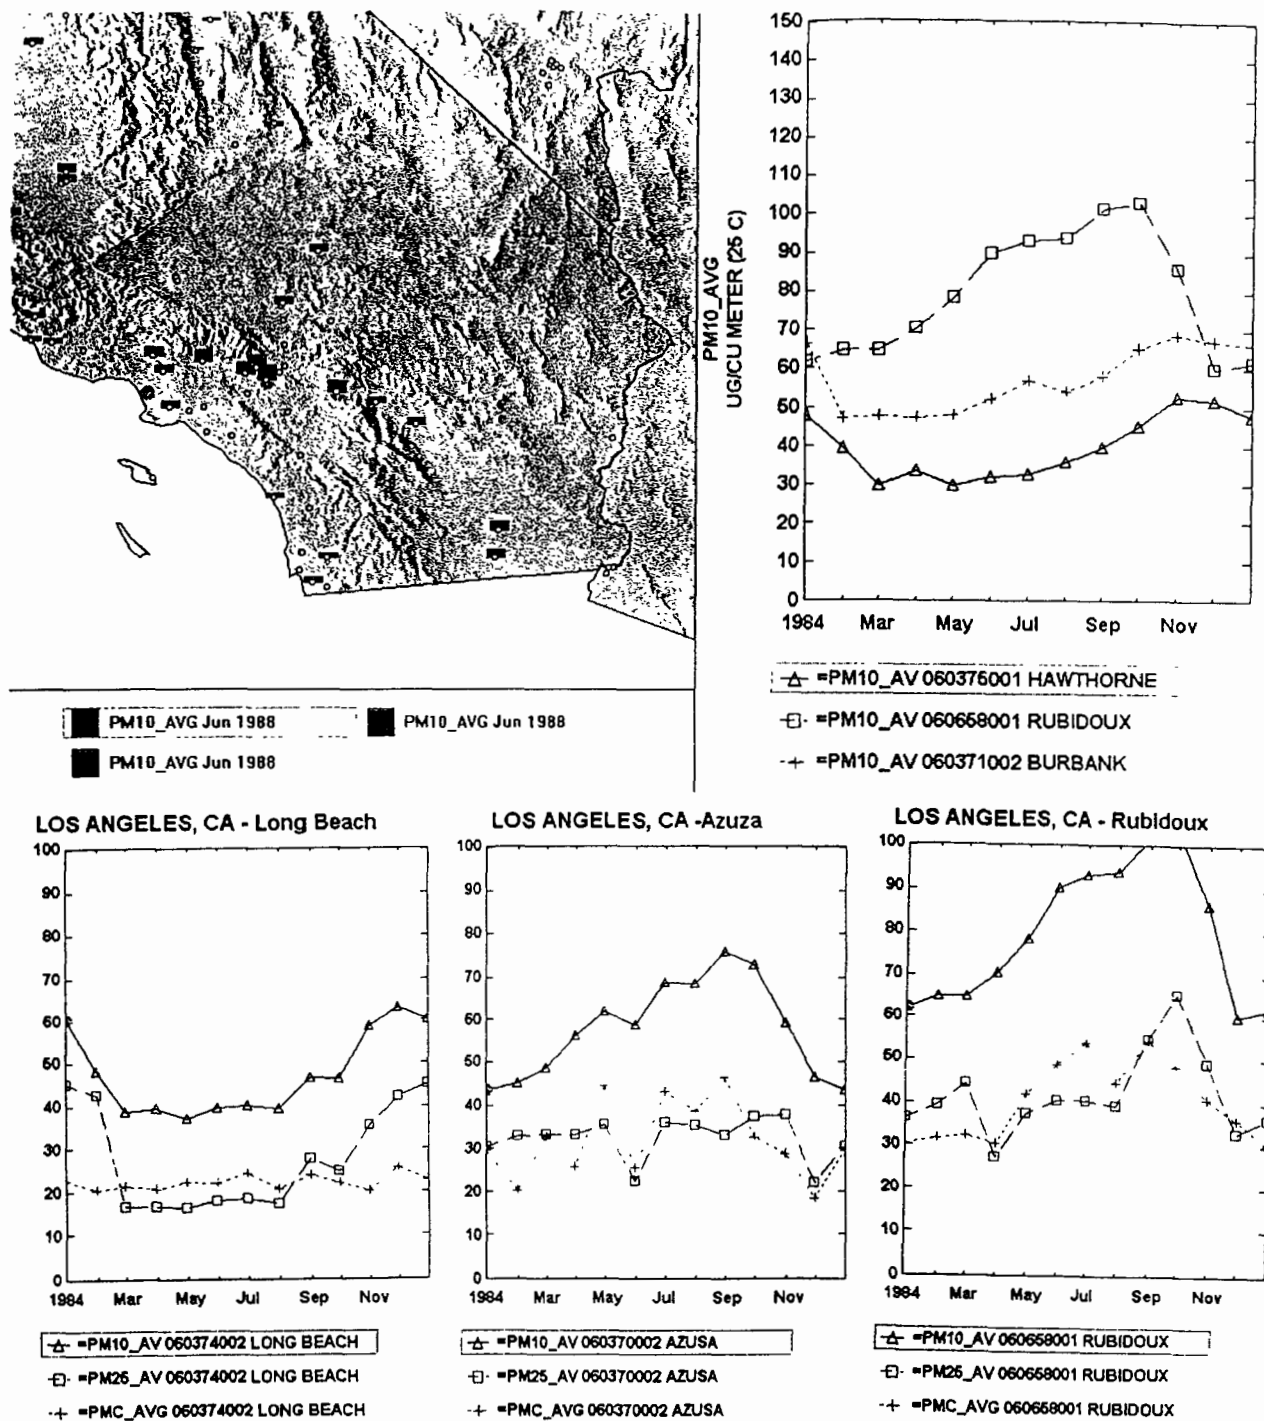 150
140
130
120
110
100
90
80
70
60
50
40
30
20
10
0
PM10_AVG
UG/CU METER (25 C)
1984 Mar May Jul Sep Nov
=PM10_AV 060375001 HAWTHORNE
=PM10_AV 060658001 RUBIDOUX
=PM10_AV 060371002 BURBANK
PM10_AVG Jun 1988 PM10_AVG Jun 1988
PM10_AVG Jun 1988
LOS ANGELES, CA - Long Beach
100
90
80
70
60
50
40
30
20
10
0
1984 Mar May Jul Sep Nov
=PM10_AV 060374002 LONG BEACH
=PM25_AV 060374002 LONG BEACH
=PMC_AVG 060374002 LONG BEACH
LOS ANGELES, CA -Azuza
100
90
80
70
60
50
40
30
20
10
0
1984 Mar May Jul Sep Nov
=PM10_AV 060370002 AZUSA
=PM25_AV 060370002 AZUSA
=PMC_AVG 060370002 AZUSA
LOS ANGELES, CA - Rubidoux
100
90
80
70
60
50
40
30
20
10
0
1984 Mar May Jul Sep Nov
=PM10_AV 060658001 RUBIDOUX
=PM25_AV 060658001 RUBIDOUX
=PMC_AVG 060658001 RUBIDOUX